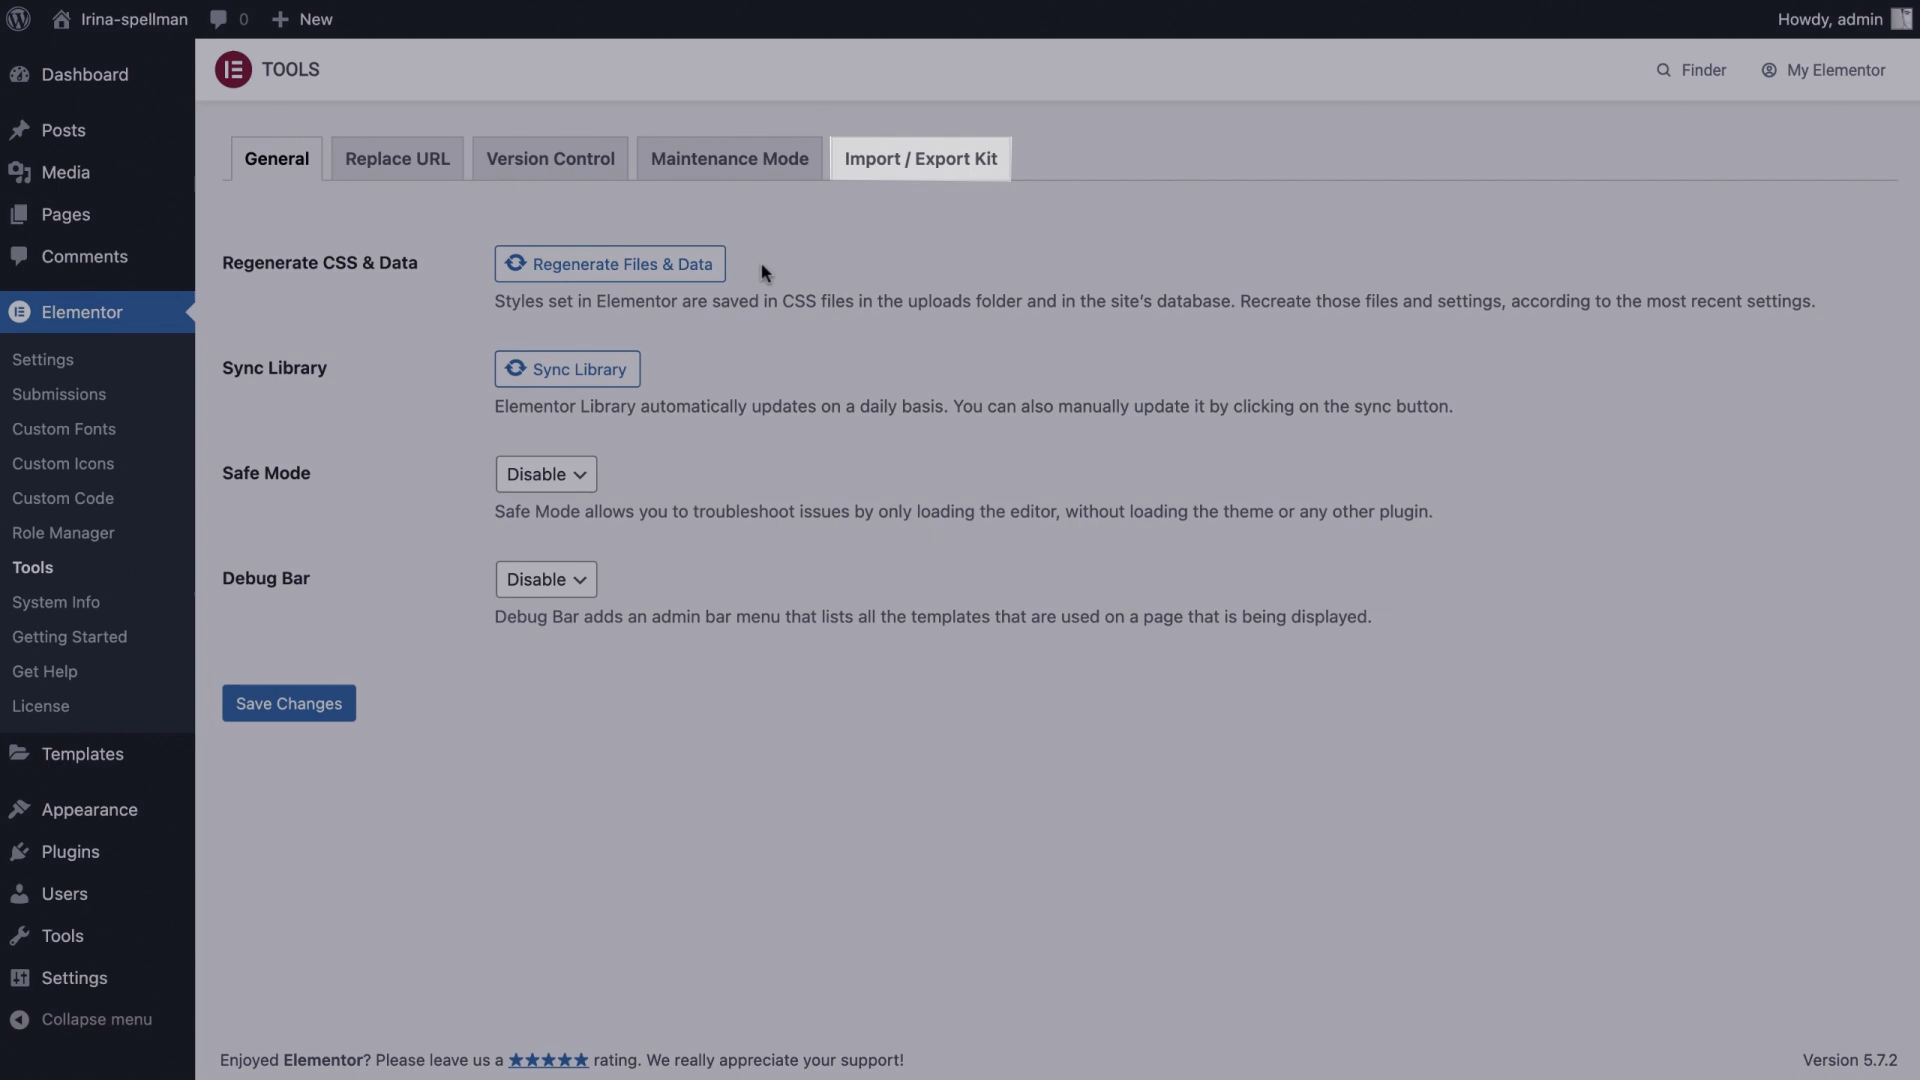 Irina-spellman 0 New Howdy, admin
Dashboard
Posts
Media
Pages
Comments
Elementor
Settings
Submissions
Custom Fonts
Custom Icons
Custom Code
Role Manager
Tools
System Info
Getting Started
Get Help
License
Templates
Appearance
Plugins
Users
Tools
Settings
Collapse menu
TOOLS Finder My Elementor
General Replace URL Version Control Maintenance Mode Import / Export Kit
Regenerate CSS & Data Regenerate Files & Data
Styles set in Elementor are saved in CSS files in the uploads folder and in the site's database. Recreate those files and settings, according to the most recent settings.
Sync Library Sync Library
Elementor Library automatically updates on a daily basis. You can also manually update it by clicking on the sync button.
Safe Mode Disable
Safe Mode allows you to troubleshoot issues by only loading the editor, without loading the theme or any other plugin.
Debug Bar Disable
Debug Bar adds an admin bar menu that lists all the templates that are used on a page that is being displayed.
Save Changes
Enjoyed Elementor? Please leave us a ★★★★★ rating. We really appreciate your support! Version 5.7.2